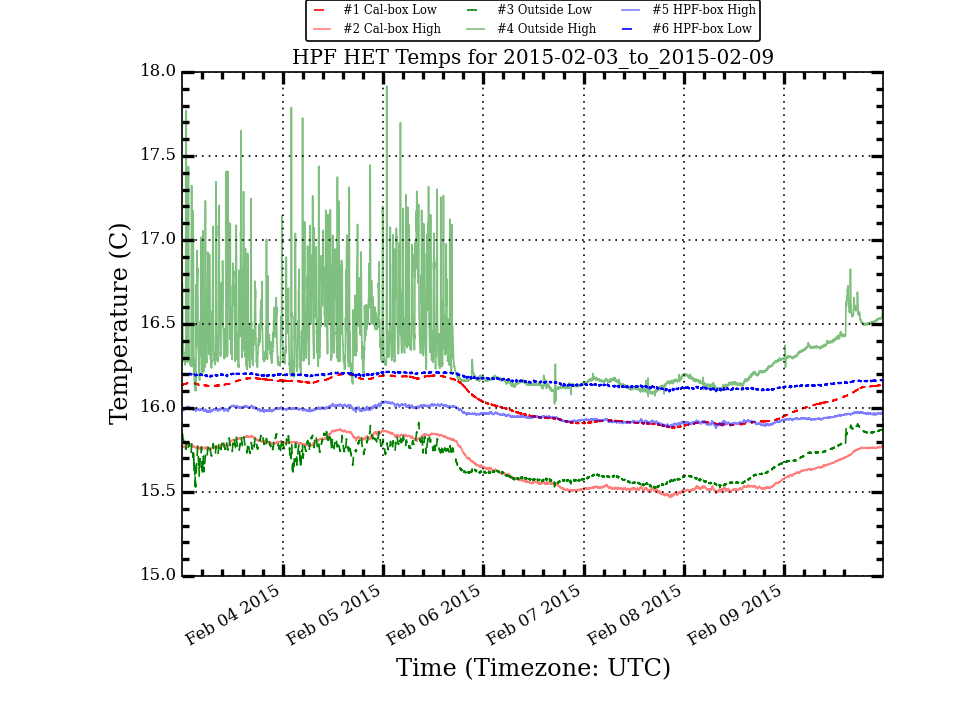 #1 Cal-box Low #3 Outside Low #5 HPF-box High
#2 Cal-box High #4 Outside High #6 HPF-box Low
HPF HET Temps for 2015-02-03_to_2015-02-09
18.0
17.5
17.0
16.5
16.0
15.5
15.0
Temperature (C)
Feb 04 2015 Feb 05 2015 Feb 06 2015 Feb 07 2015 Feb 08 2015 Feb 09 2015
Time (Timezone: UTC)